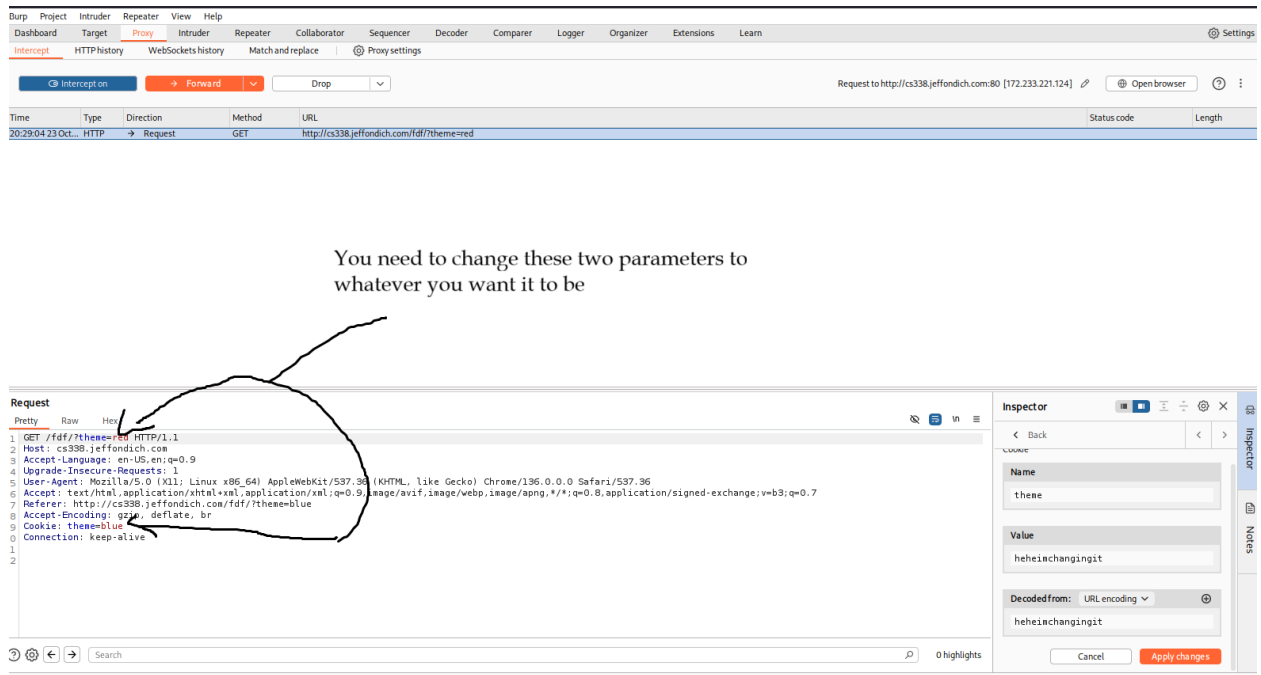 Burp Project Intruder Repeater View Help
Dashboard Target Proxy Intruder Repeater Collaborator Sequencer Decoder Comparer Logger Organizer Extensions Learn Settings
Intercept HTTP history WebSockets history Match and replace Proxy settings
Intercept on Forward Drop Request to http://cs338.jeffondich.com:80 [172.233.221.124] Open browser
Time Type Direction Method URL Status code Length
20:29:04 23 Oct... HTTP → Request GET http://cs338.jeffondich.com/fdf/?theme=red
You need to change these two parameters to
whatever you want it to be
Request
Pretty Raw Hex \n
1 GET /fdf/?theme=red HTTP/1.1
2 Host: cs338.jeffondich.com
3 Accept-Language: en-US,en;q=0.9
4 Upgrade-Insecure-Requests: 1
5 User-Agent: Mozilla/5.0 (X11; Linux x86_64) AppleWebKit/537.36 (KHTML, like Gecko) Chrome/136.0.0.0 Safari/537.36
6 Accept: text/html,application/xhtml+xml,application/xml;q=0.9,image/avif,image/webp,image/apng,*/*;q=0.8,application/signed-exchange;v=b3;q=0.7
7 Referer: http://cs338.jeffondich.com/fdf/?theme=blue
8 Accept-Encoding: gzip, deflate, br
9 Cookie: theme=blue
0 Connection: keep-alive
1
2
Search 0 highlights
Inspector
Back
Cookie
Name
theme
Value
heheimchangingit
Decoded from: URL encoding
heheimchangingit
Cancel Apply changes
Inspector
Notes